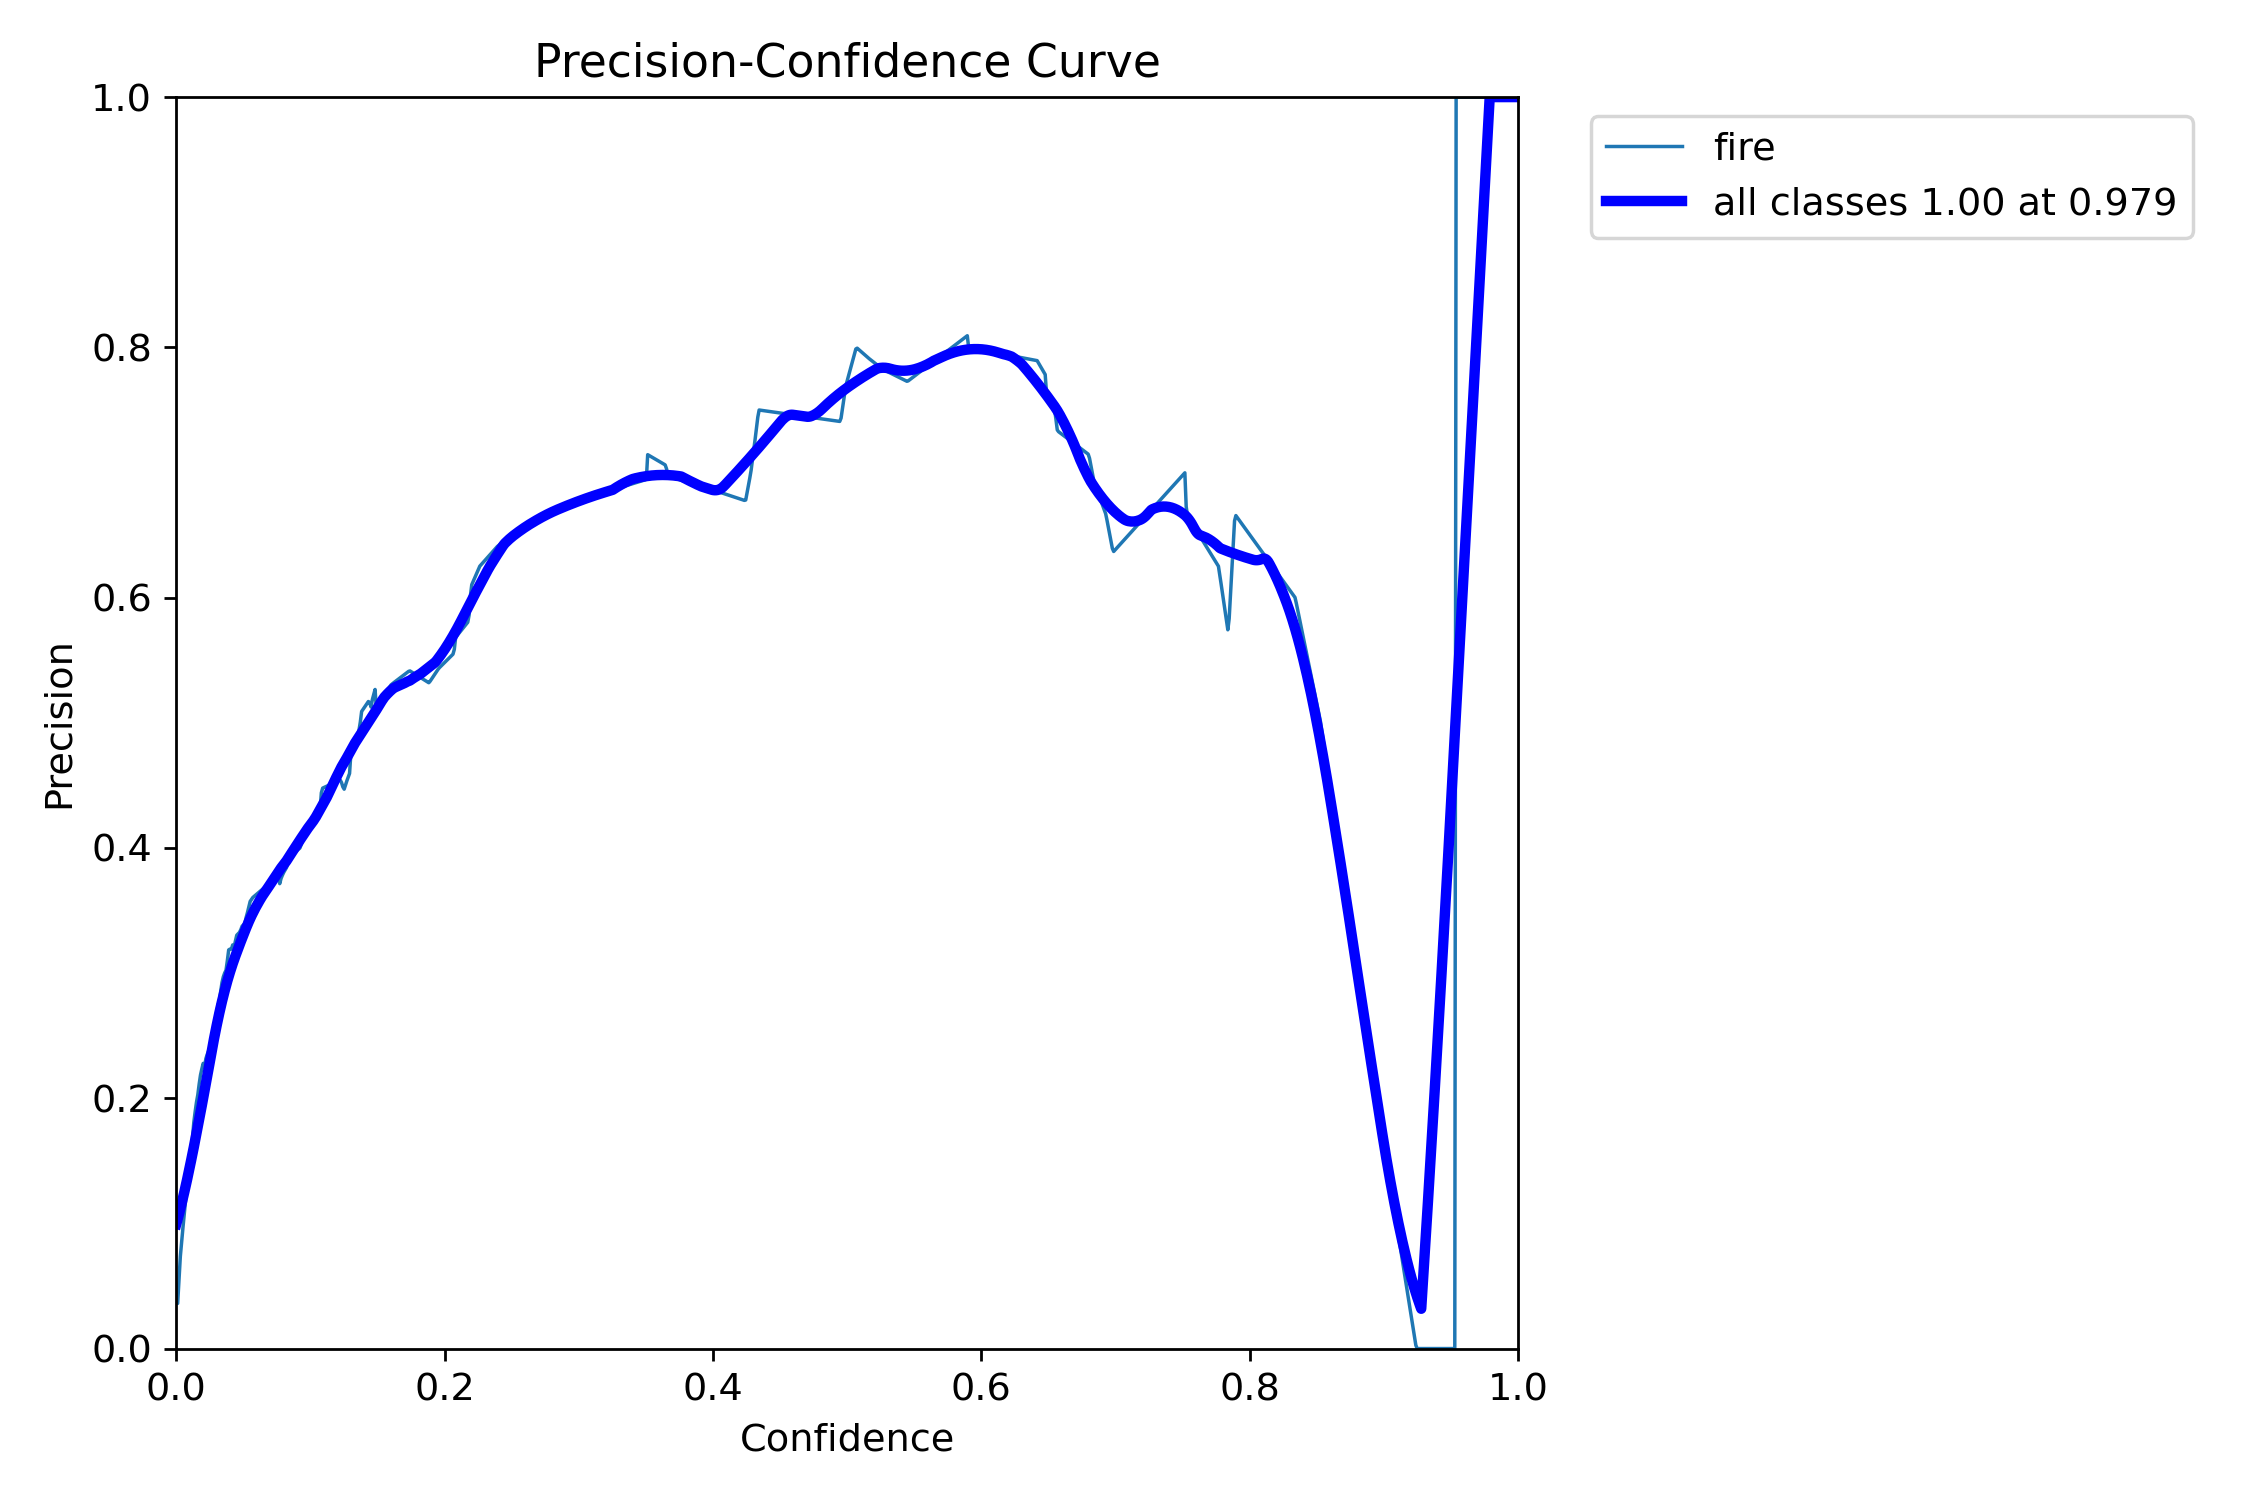 Precision-Confidence Curve
1.0
0.8
0.6
0.4
0.2
0.0
Precision
0.0 0.2 0.4 0.6 0.8 1.0
Confidence
fire
all classes 1.00 at 0.979